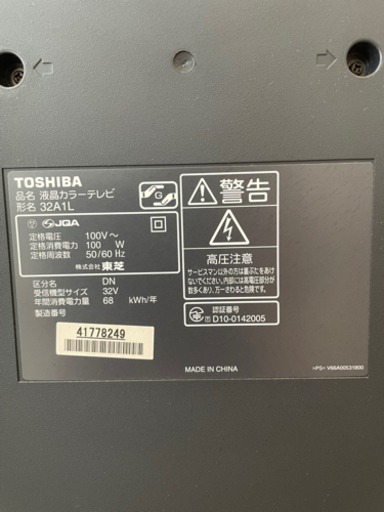 TOSHIBA
品名 液晶カラーテレビ
形名 32A1L
G
JQA
定格電圧 100V～
定格消費電力 100 W
定格周波数 50/60 Hz
株式会社 東芝
区分名 DN
受信機型サイズ 32V
年間消費電力量 68 kWh/年
製造番号
41778249
警告
高圧注意
サービスマン以外の方は裏ぶたをあけ
ないでください。内部には高電圧部分が
数多くあり、万一さわると危険です。
認証番号
D10-0142005
MADE IN CHINA
>PS< V68A00531800